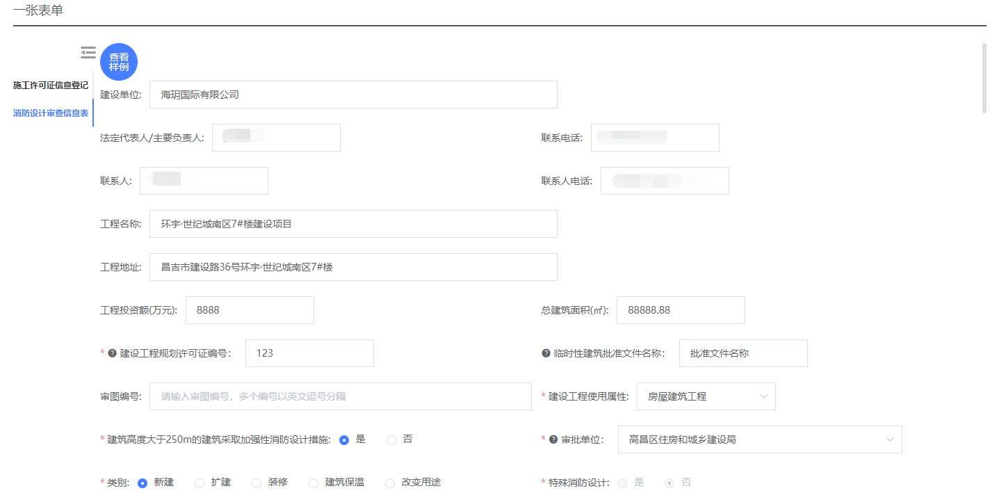 一张表单
查看
样例
施工许可证信息登记
消防设计审查信息表
建设单位: 海玥国际有限公司
法定代表人/主要负责人: 联系电话:
联系人: 联系人电话:
工程名称: 环宇·世纪城南区7#楼建设项目
工程地址: 昌吉市建设路36号环宇·世纪城南区7#楼
工程投资额(万元): 8888 总建筑面积(㎡): 88888.88
* ? 建设工程规划许可证编号: 123 ? 临时性建筑批准文件名称: 批准文件名称
审图编号: 请输入审图编号，多个编号以英文逗号分隔 * 建设工程使用属性: 房屋建筑工程
* 建筑高度大于250m的建筑采取加强性消防设计措施: 是 否 * ? 审批单位: 高昌区住房和城乡建设局
* 类别: 新建 扩建 装修 建筑保温 改变用途 * 特殊消防设计: 是 否